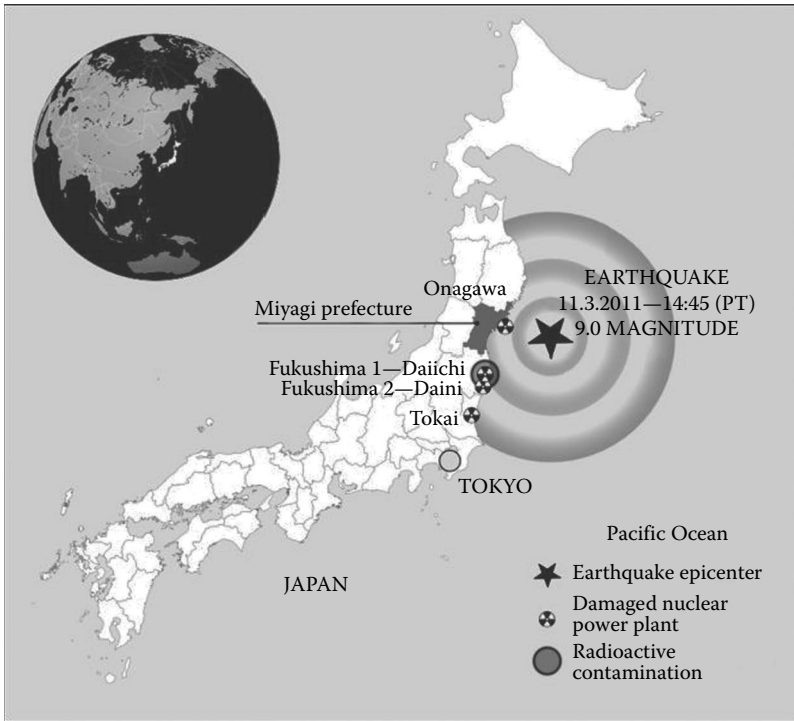 Onagawa
Miyagi prefecture
EARTHQUAKE
11.3.2011—14:45 (PT)
9.0 MAGNITUDE
Fukushima 1—Daiichi
Fukushima 2—Daini
Tokai
TOKYO
JAPAN
Pacific Ocean
Earthquake epicenter
Damaged nuclear
power plant
Radioactive
contamination